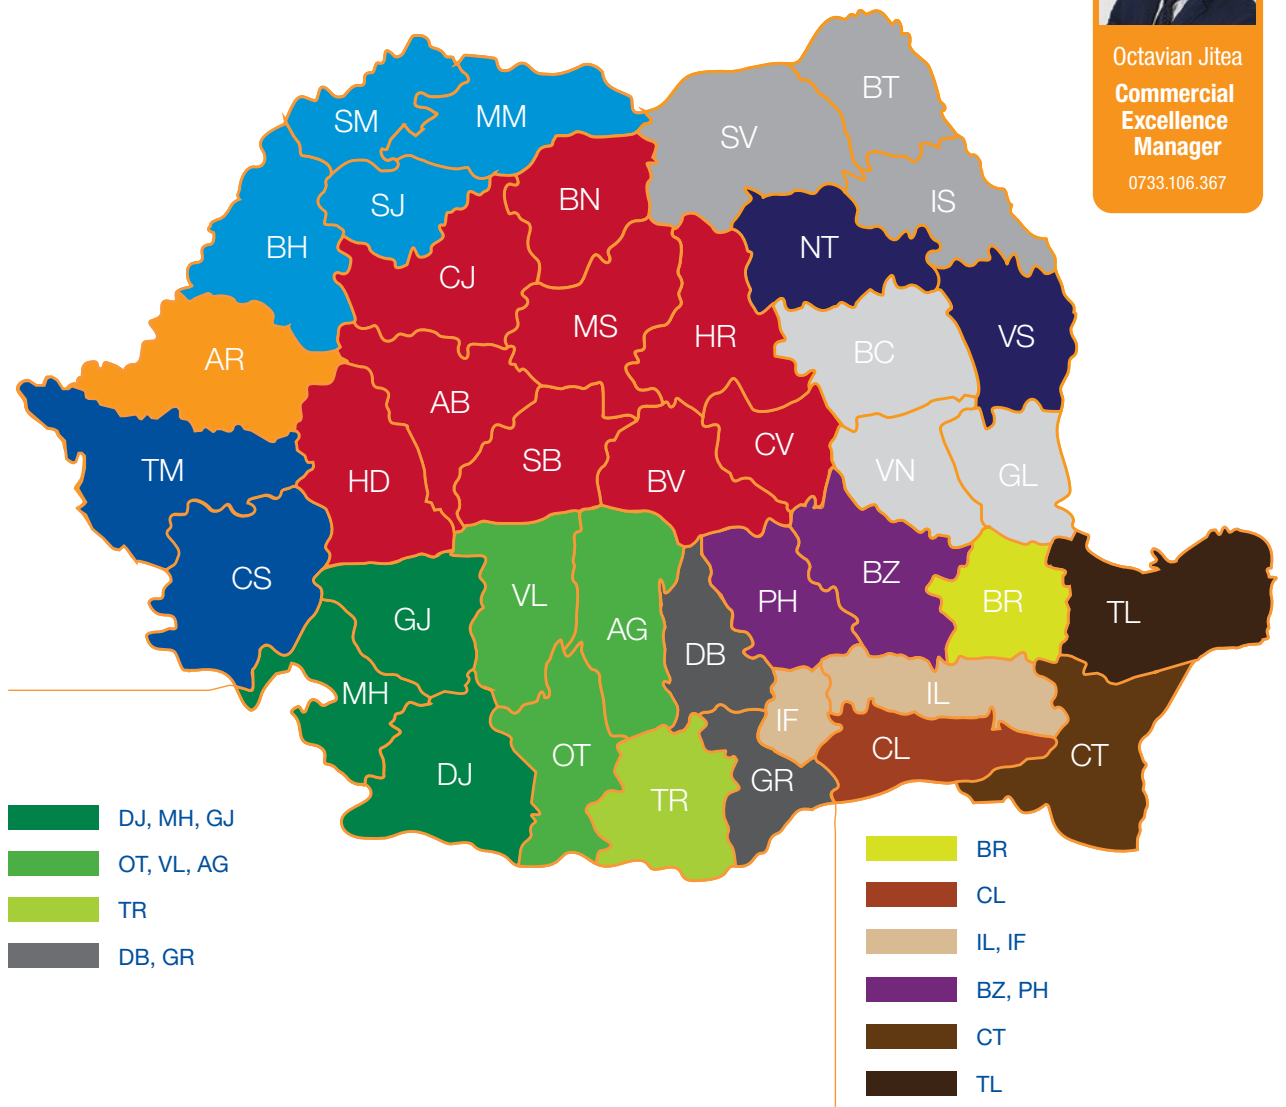 Octavian Jitea
Commercial
Excellence
Manager
0733.106.367
BT
SM
MM
SV
BN
IS
SJ
BH
NT
CJ
MS
HR
VS
AR
BC
AB
CV
SB
TM
HD
BV
VN
GL
CS
BZ
VL
PH
BR
GJ
AG
TL
DB
MH
IL
IF
OT
CL
CT
DJ
GR
TR
DJ, MH, GJ
OT, VL, AG
TR
DB, GR
BR
CL
IL, IF
BZ, PH
CT
TL